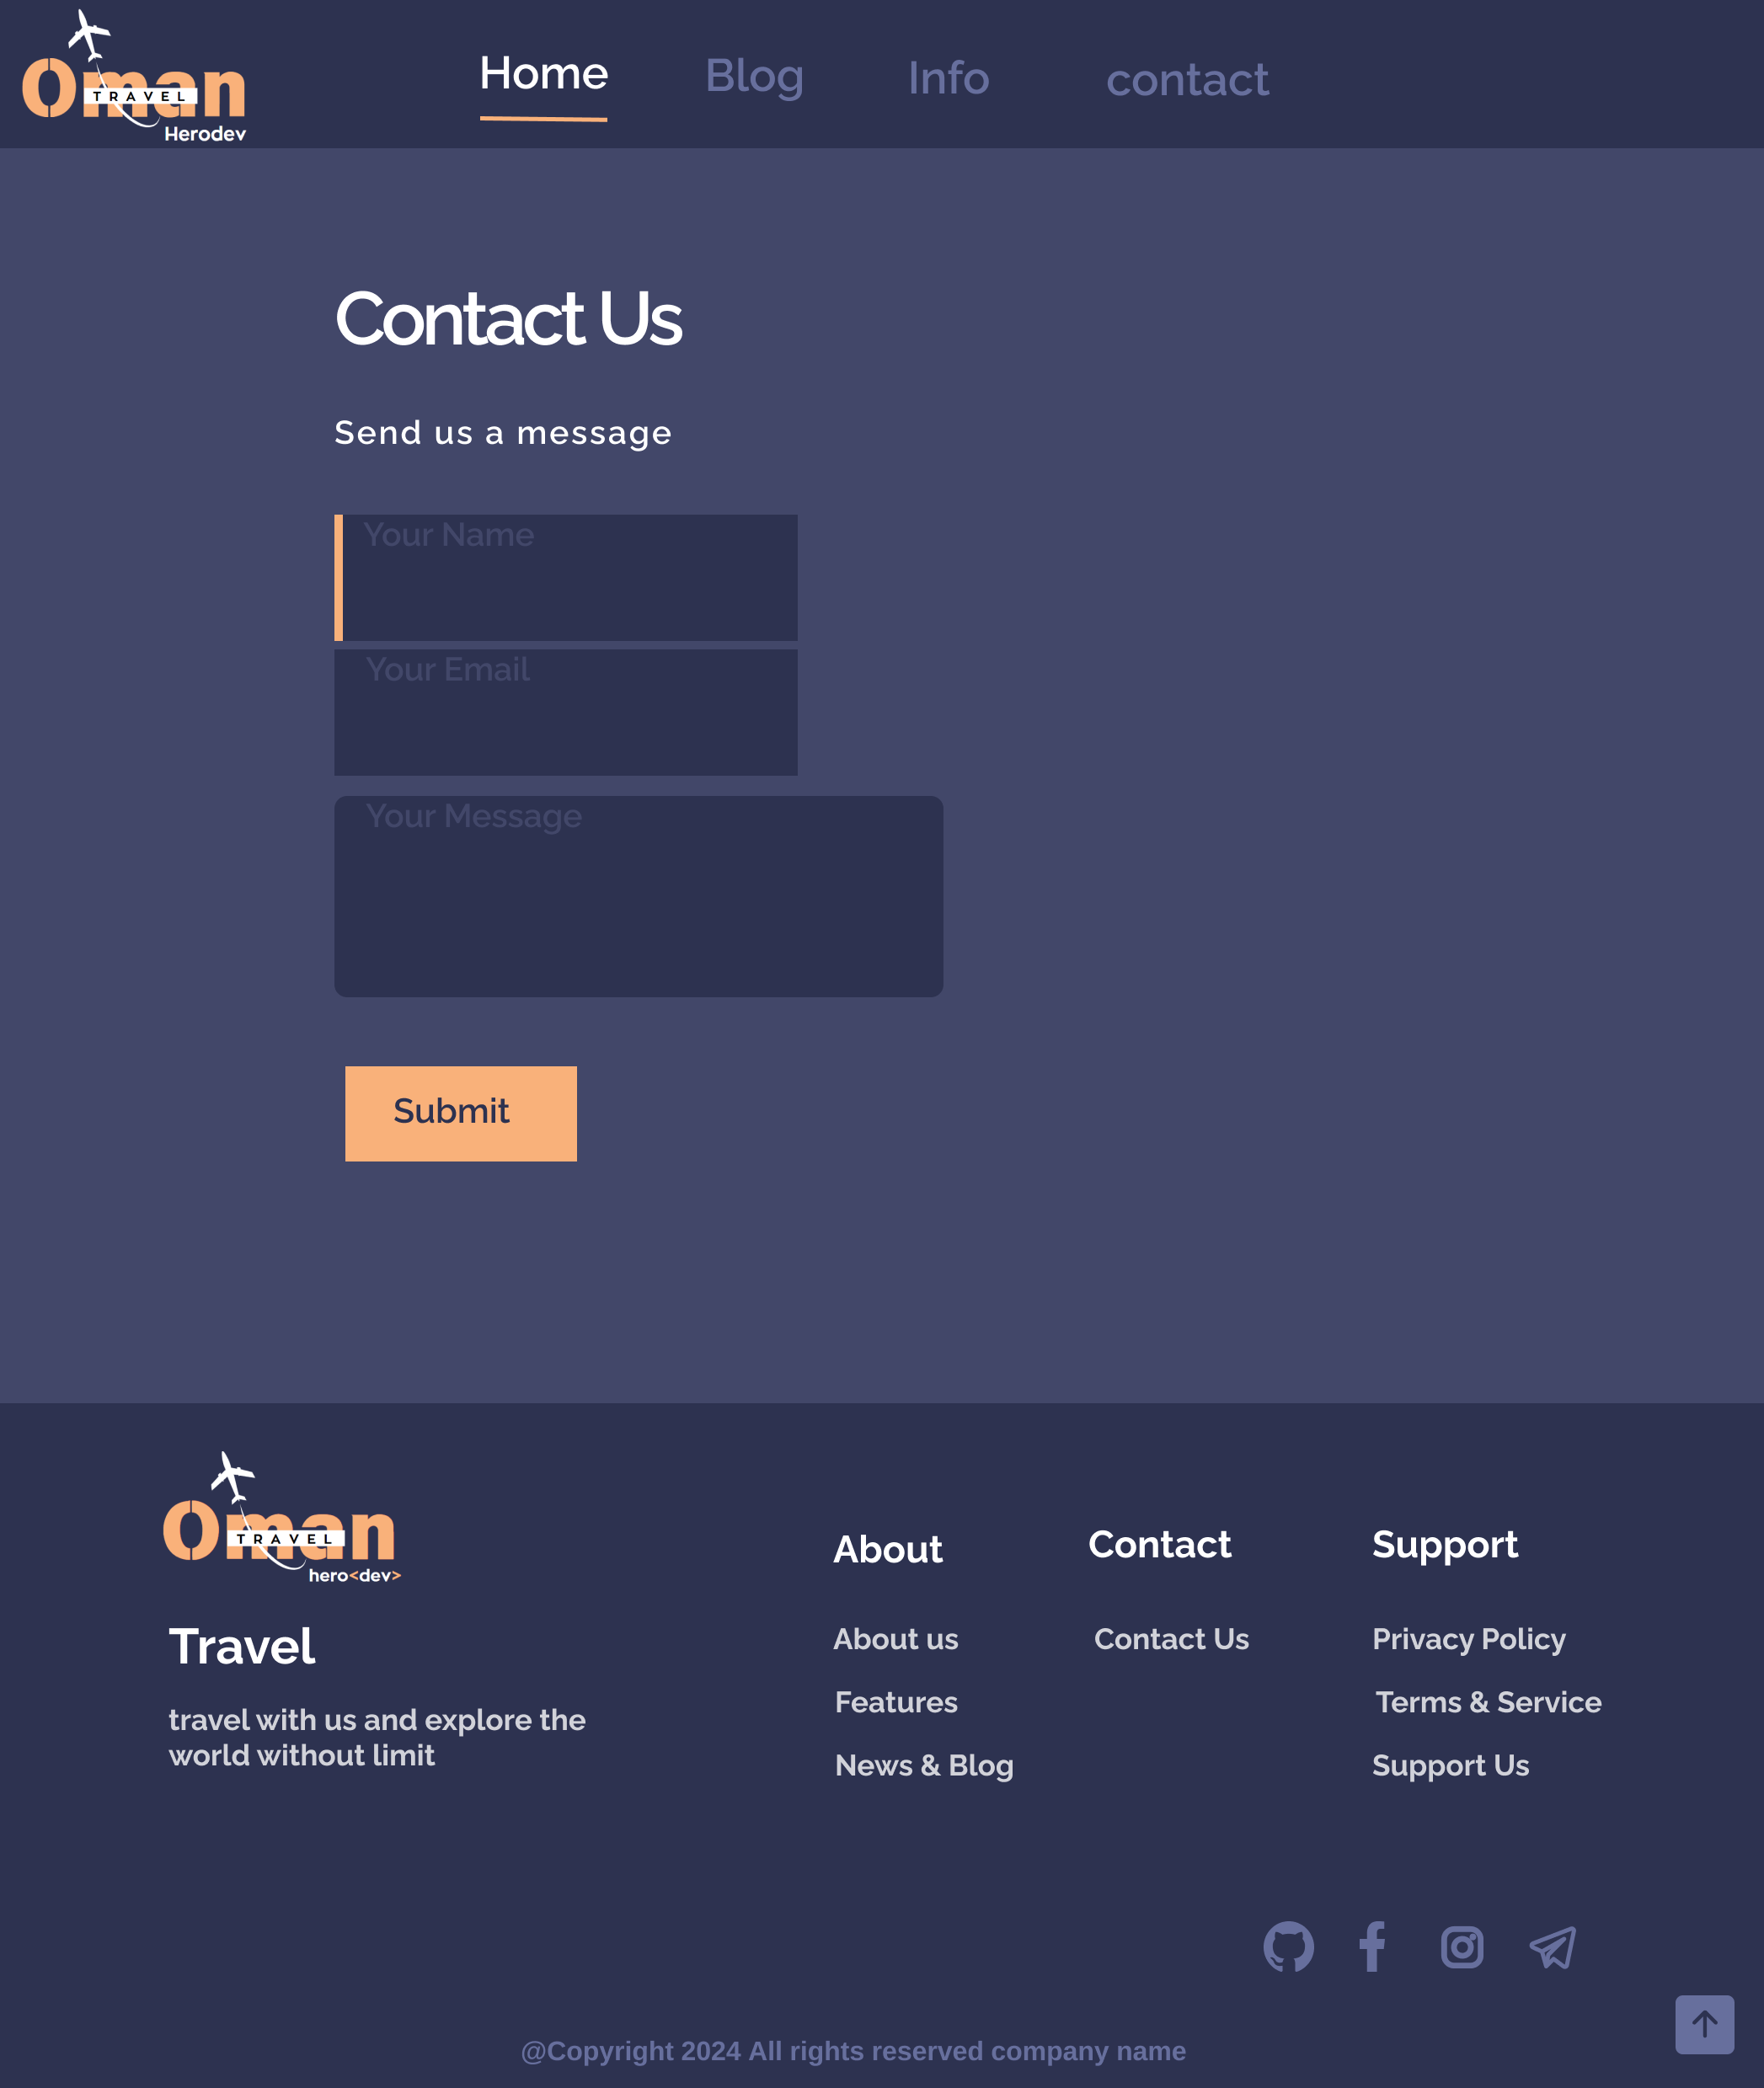 Oman
TRAVEL
Herodev
Home
Blog
Info
contact
Contact Us
Send us a message
Your Name
Your Email
Your Message
Submit
Oman
TRAVEL
hero<dev>
Travel
travel with us and explore the
world without limit
About
About us
Features
News & Blog
Contact
Contact Us
Support
Privacy Policy
Terms & Service
Support Us
@Copyright 2024 All rights reserved company name